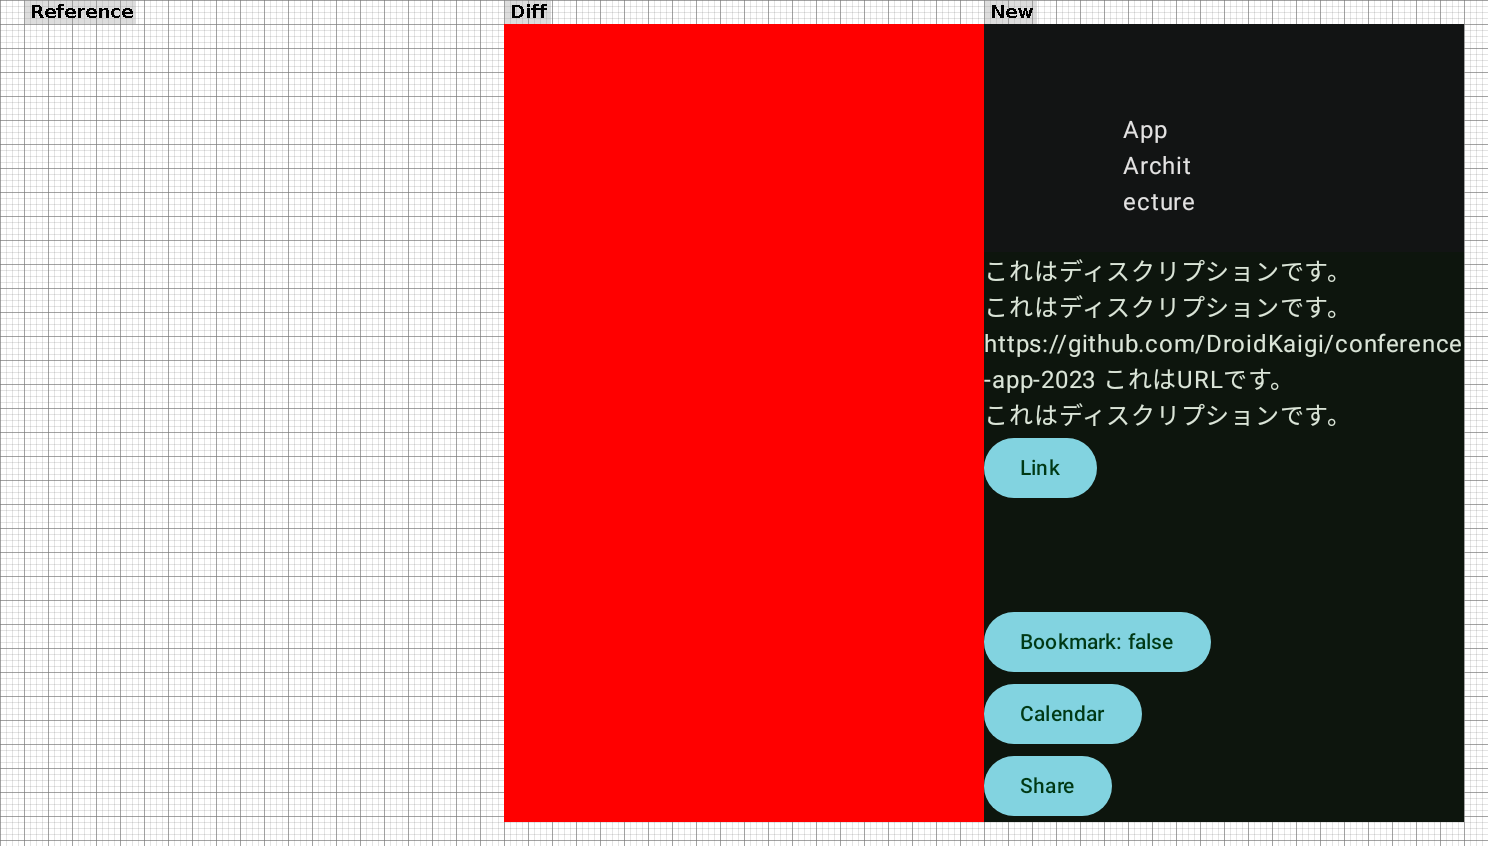 Reference
Diff
New
App
Archit
ecture
これはディスクリプションです。
これはディスクリプションです。
https://github.com/DroidKaigi/conference
-app-2023 これはURLです。
これはディスクリプションです。
Link
Bookmark: false
Calendar
Share